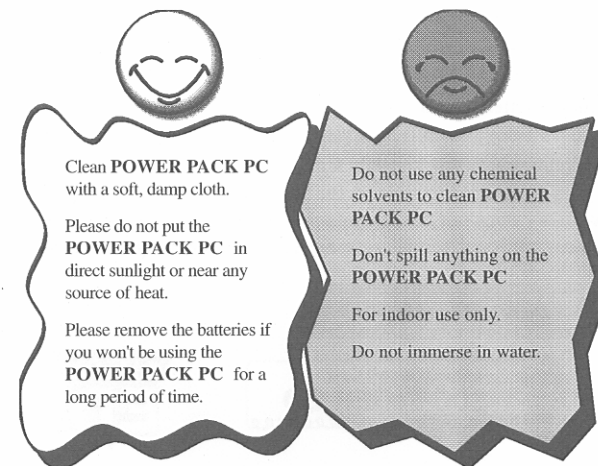 Clean POWER PACK PC
with a soft, damp cloth.
Please do not put the
POWER PACK PC in
direct sunlight or near any
source of heat.
Please remove the batteries if
you won't be using the
POWER PACK PC for a
long period of time.
Do not use any chemical
solvents to clean POWER
PACK PC
Don't spill anything on the
POWER PACK PC
For indoor use only.
Do not immerse in water.